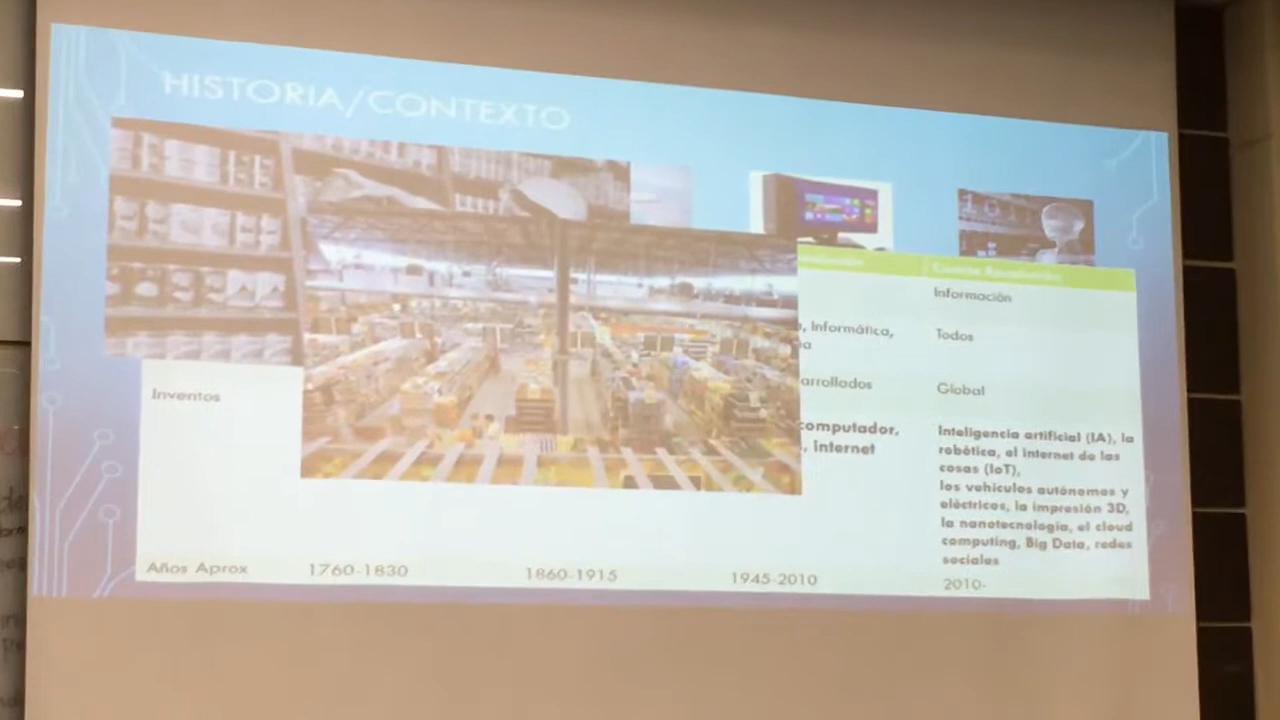 HISTORIA/CONTEXTO
Información
, Informática,
Todos
arrollados
Global
Inventos
computador,
, Internet
Inteligencia artificial (IA), la
robótica, el internet de las
cosas (IoT),
los vehículos autónomos y
eléctricos, la impresión 3D,
la nanotecnología, el cloud
computing, Big Data, redes
sociales
Años Aprox
1760-1830
1860-1915
1945-2010
2010-